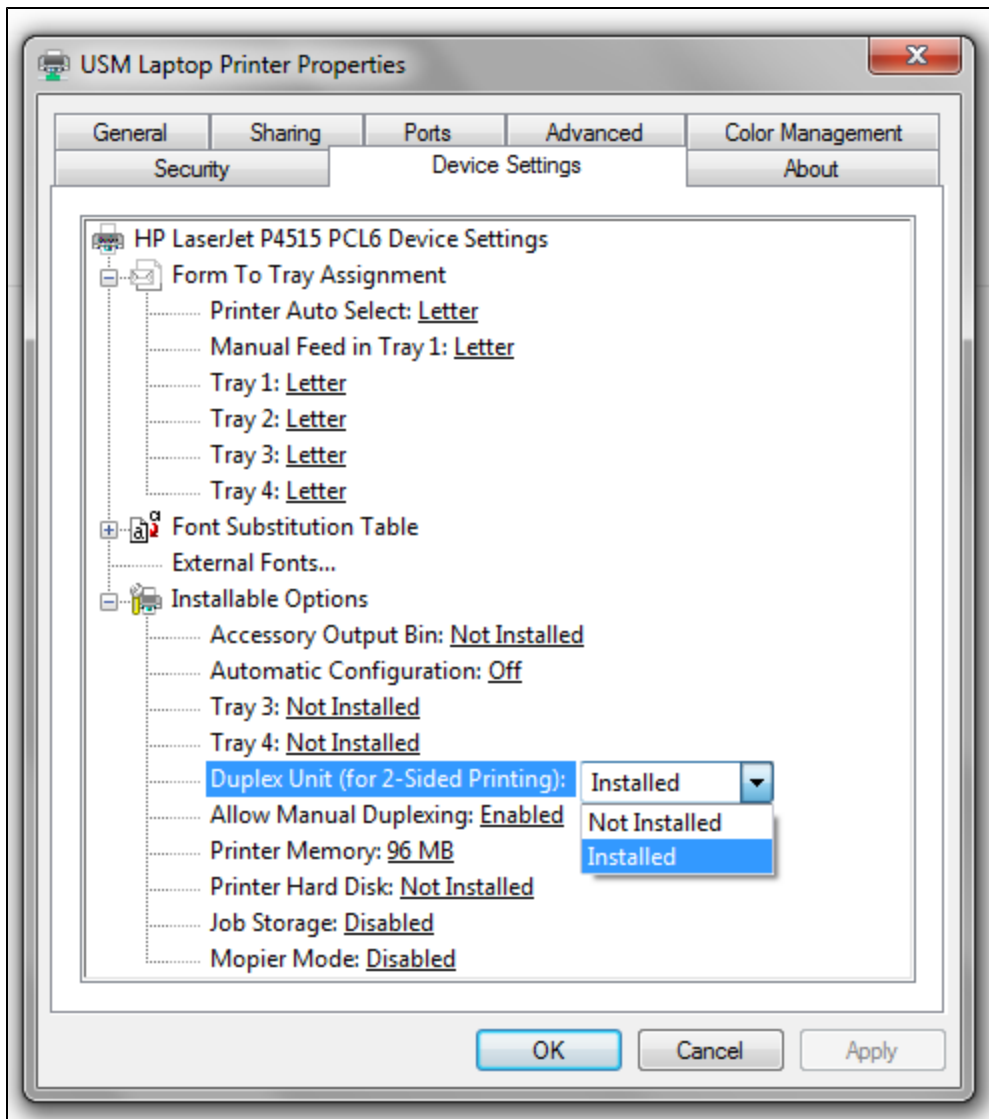 USM Laptop Printer Properties
General Sharing Ports Advanced Color Management
Security Device Settings About
HP LaserJet P4515 PCL6 Device Settings
Form To Tray Assignment
Printer Auto Select: Letter
Manual Feed in Tray 1: Letter
Tray 1: Letter
Tray 2: Letter
Tray 3: Letter
Tray 4: Letter
Font Substitution Table
External Fonts...
Installable Options
Accessory Output Bin: Not Installed
Automatic Configuration: Off
Tray 3: Not Installed
Tray 4: Not Installed
Duplex Unit (for 2-Sided Printing): Installed
Allow Manual Duplexing: Enabled
Not Installed
Installed
Printer Memory: 96 MB
Printer Hard Disk: Not Installed
Job Storage: Disabled
Mopier Mode: Disabled
OK Cancel Apply